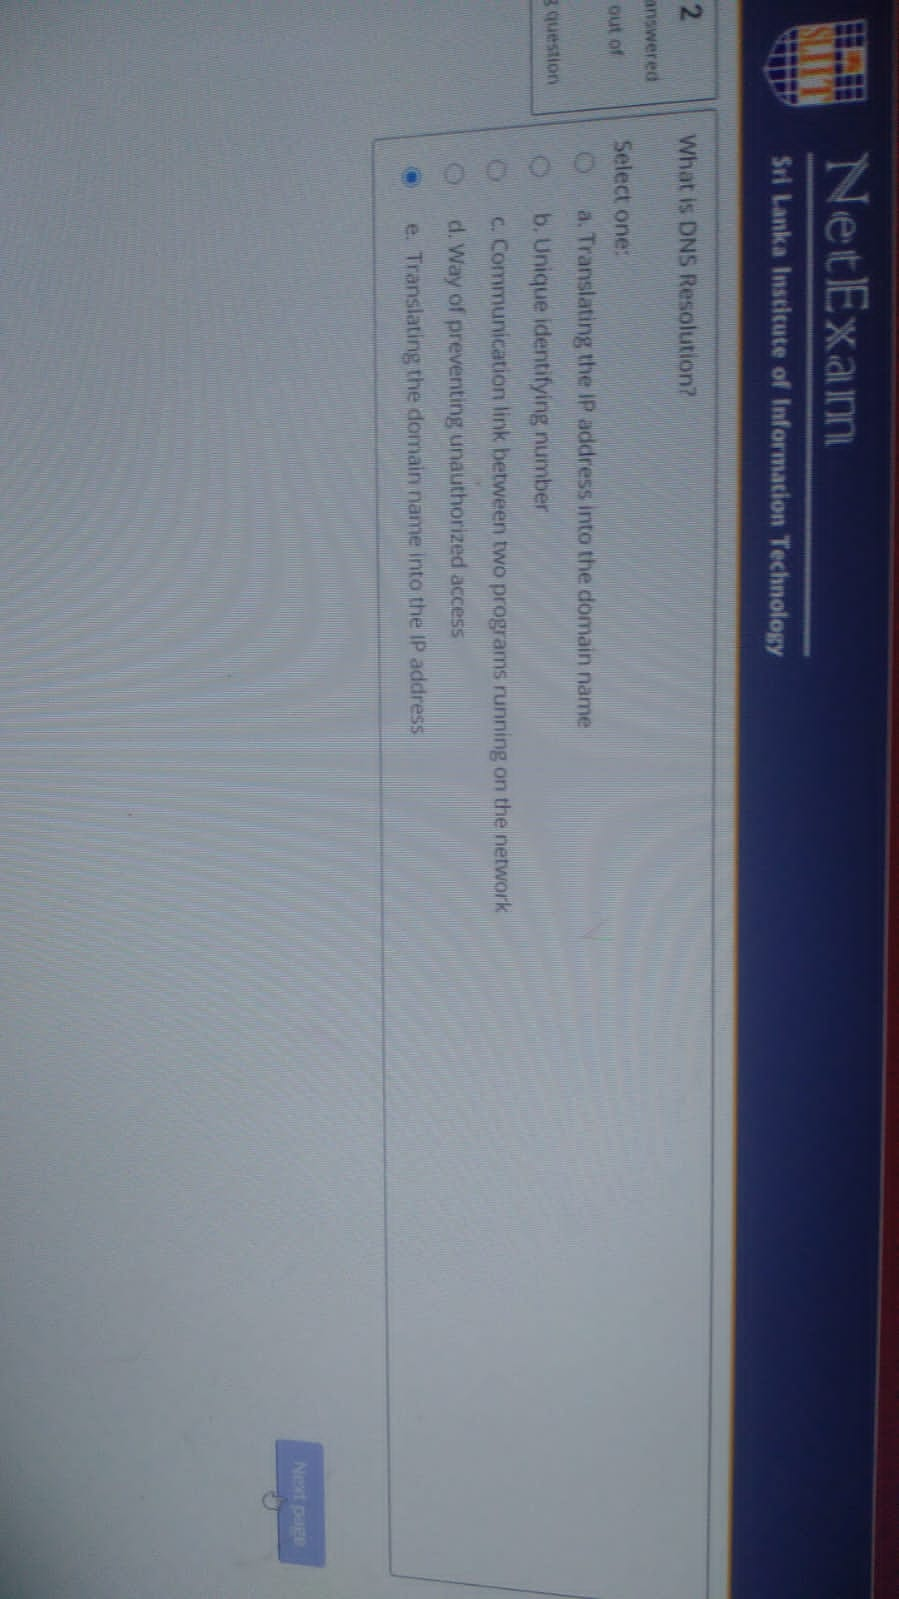 SLIIT
NetExam
Sri Lanka Institute of Information Technology
2
answered
out of
question
What is DNS Resolution?
Select one:
a. Translating the IP address into the domain name
b. Unique identifying number
c. Communication link between two programs running on the network
d. Way of preventing unauthorized access
e. Translating the domain name into the IP address
Next page